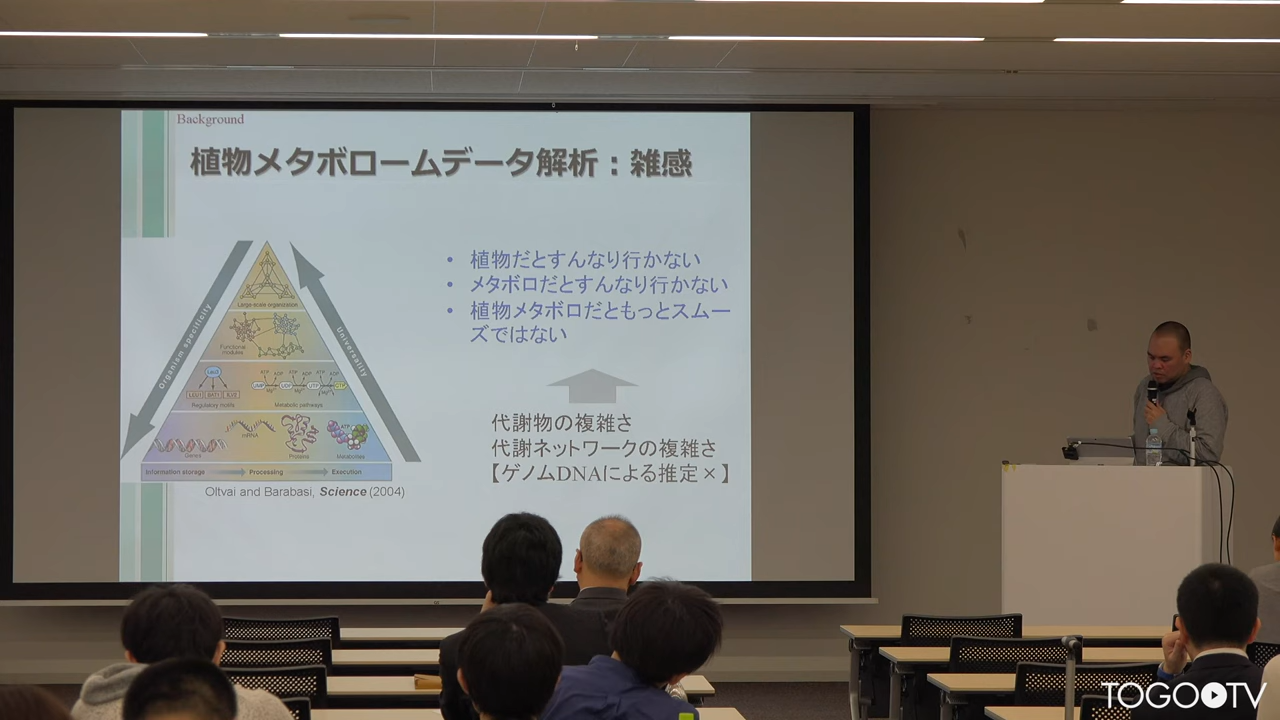 Background
植物メタボロームデータ解析：雑感
• 植物だとすんなり行かない
• メタボロだとすんなり行かない
• 植物メタボロだともっとスムー
ズではない
代謝物の複雑さ
代謝ネットワークの複雑さ
【ゲノムDNAによる推定×】
Organism specificity
Universality
Large-scale organization
Functional
modules
Regulatory motifs
Metabolic pathways
Genes
mRNA
Proteins
Metabolites
Information storage
Processing
Execution
Oltvai and Barabasi, Science (2004)
TOGOTV